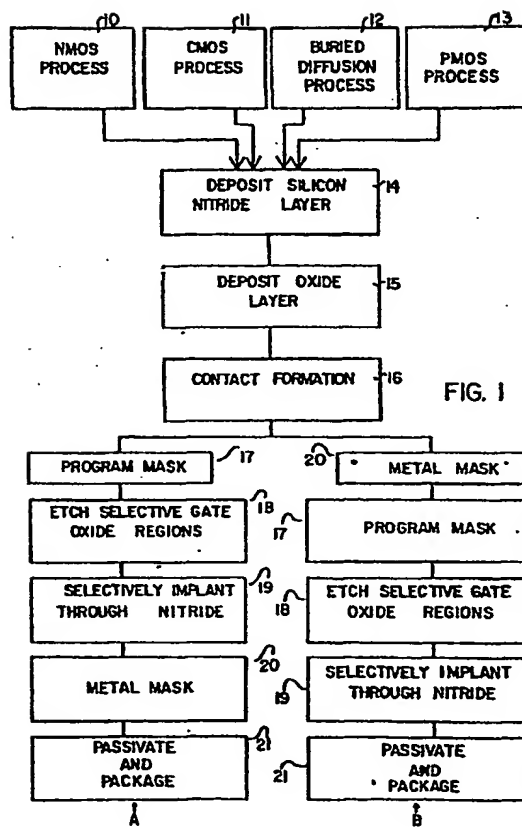 10
11
12
13
NMOS
PROCESS
CMOS
PROCESS
BURIED
DIFFUSION
PROCESS
PMOS
PROCESS
DEPOSIT SILICON
NITRIDE LAYER
14
DEPOSIT OXIDE
LAYER
15
CONTACT FORMATION
16
FIG. 1
PROGRAM MASK
17
ETCH SELECTIVE GATE
OXIDE REGIONS
18
SELECTIVELY IMPLANT
THROUGH NITRIDE
19
METAL MASK
20
PASSIVATE
AND
PACKAGE
21
A
20
METAL MASK
17
PROGRAM MASK
18
ETCH SELECTIVE GATE
OXIDE REGIONS
19
SELECTIVELY IMPLANT
THROUGH NITRIDE
21
PASSIVATE
AND
PACKAGE
B